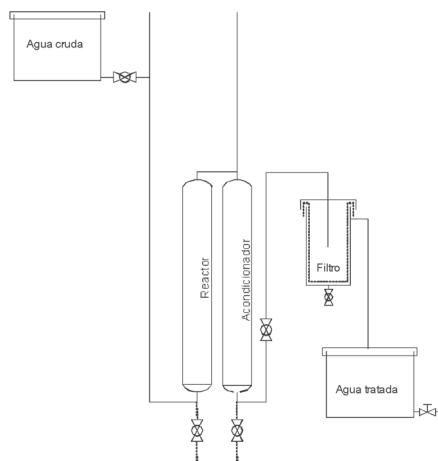 Agua cruda
Reactor
Acondicionador
Filtro
Agua tratada